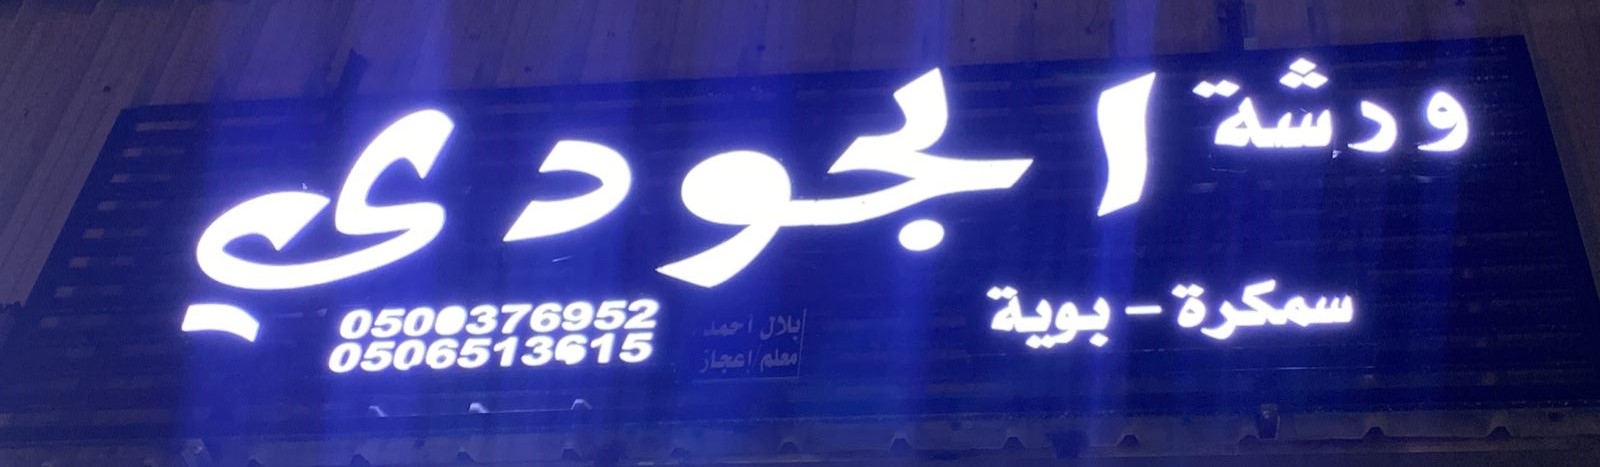 ورشة الجودي
سمكرة - بوية
بلال أحمد
معلم إعجاز
0500376952
0506513615